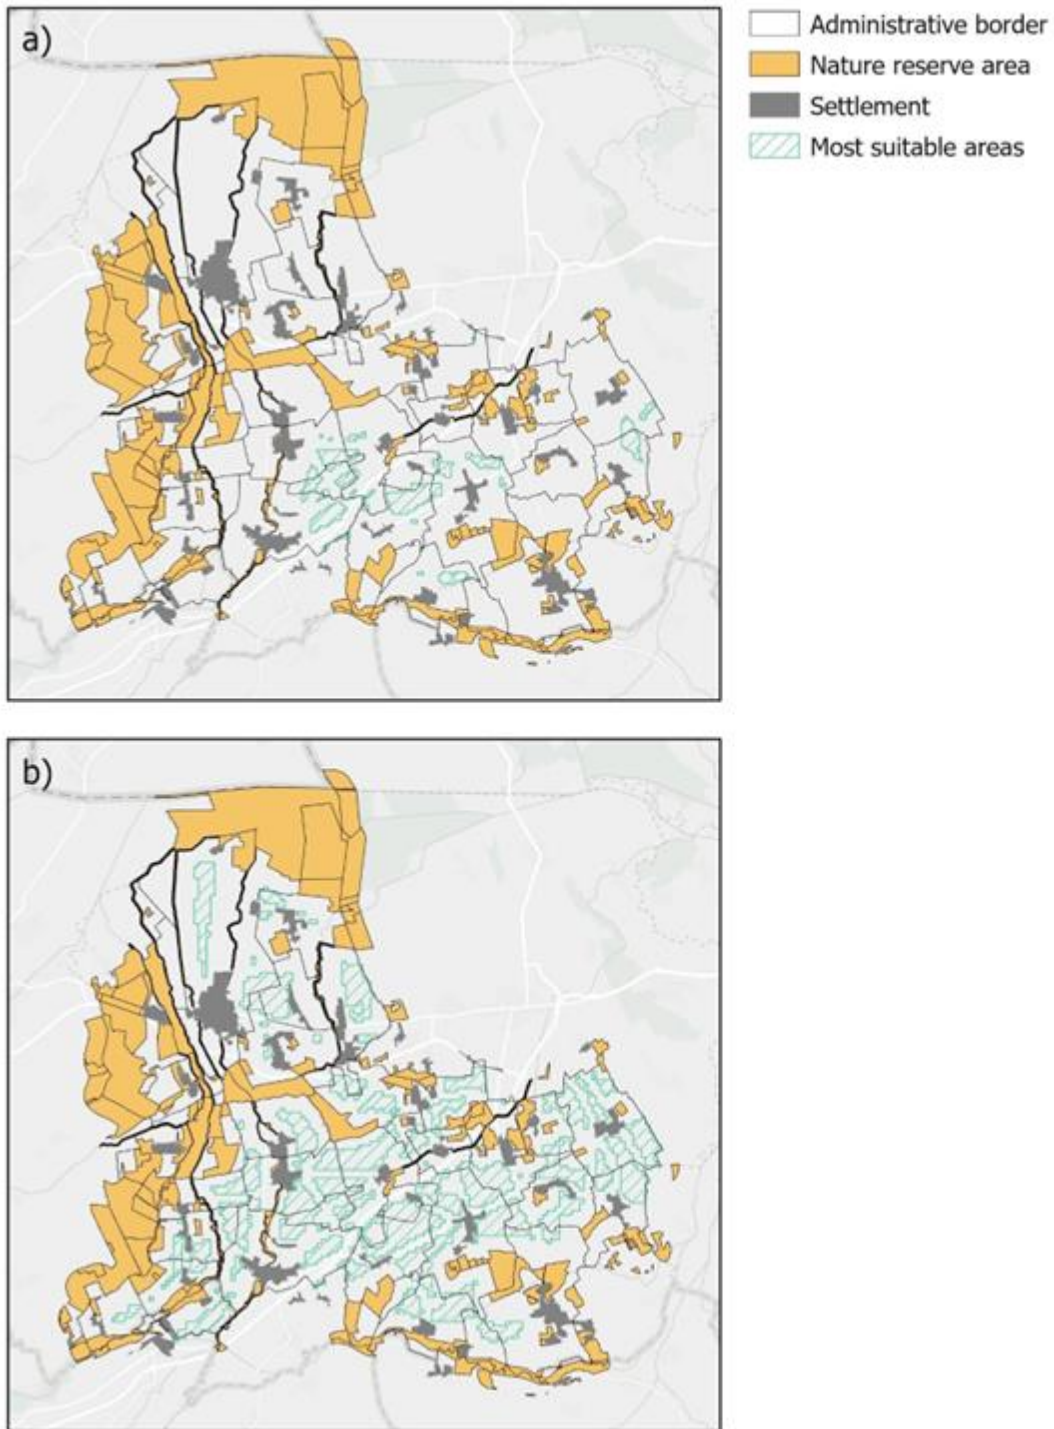 a)
Administrative border
Nature reserve area
Settlement
Most suitable areas
b)